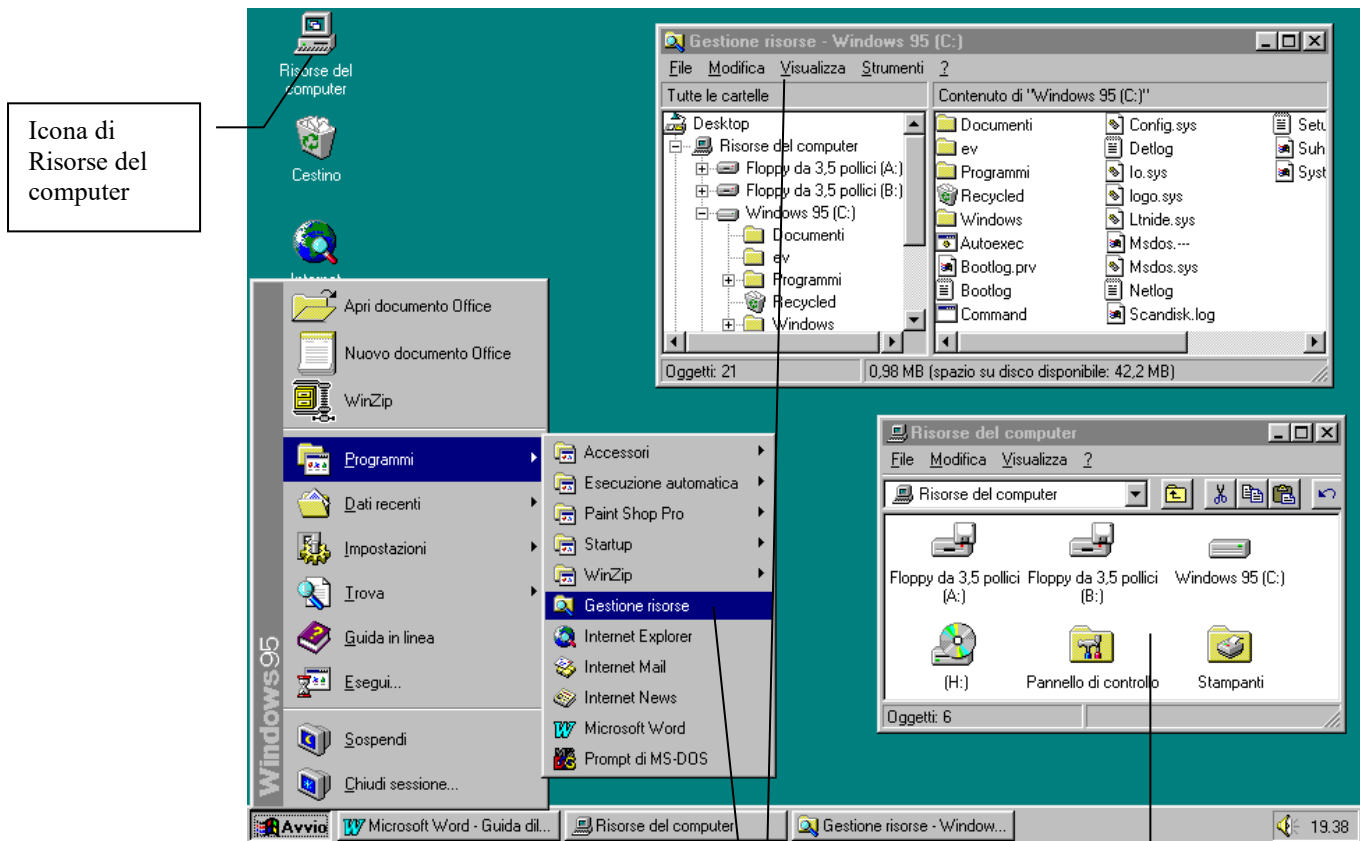 Icona di
Risorse del
computer
Risorse del
computer
Cestino
Internet
Gestione risorse - Windows 95 (C:)
File Modifica Visualizza Strumenti ?
Tutte le cartelle
Contenuto di "Windows 95 (C:)"
Desktop
Risorse del computer
Floppy da 3,5 pollici (A:)
Floppy da 3,5 pollici (B:)
Windows 95 (C:)
Documenti
ev
Programmi
Recycled
Windows
Documenti
ev
Programmi
Recycled
Windows
Autoexec
Bootlog.prv
Bootlog
Command
Config.sys
Detlog
Io.sys
logo.sys
Ltnide.sys
Msdos.---
Msdos.sys
Netlog
Scandisk.log
Setu
Suh
Syst
Oggetti: 21
0,98 MB (spazio su disco disponibile: 42,2 MB)
Windows95
Apri documento Office
Nuovo documento Office
WinZip
Programmi
Dati recenti
Impostazioni
Trova
Guida in linea
Esegui...
Sospendi
Chiudi sessione...
Accessori
Esecuzione automatica
Paint Shop Pro
Startup
WinZip
Gestione risorse
Internet Explorer
Internet Mail
Internet News
Microsoft Word
Prompt di MS-DOS
Risorse del computer
File Modifica Visualizza ?
Risorse del computer
Floppy da 3,5 pollici
(A:)
Floppy da 3,5 pollici
(B:)
Windows 95 (C:)
(H:)
Pannello di controllo
Stampanti
Oggetti: 6
Avvio
Microsoft Word - Guida dil...
Risorse del computer
Gestione risorse - Window...
19.38